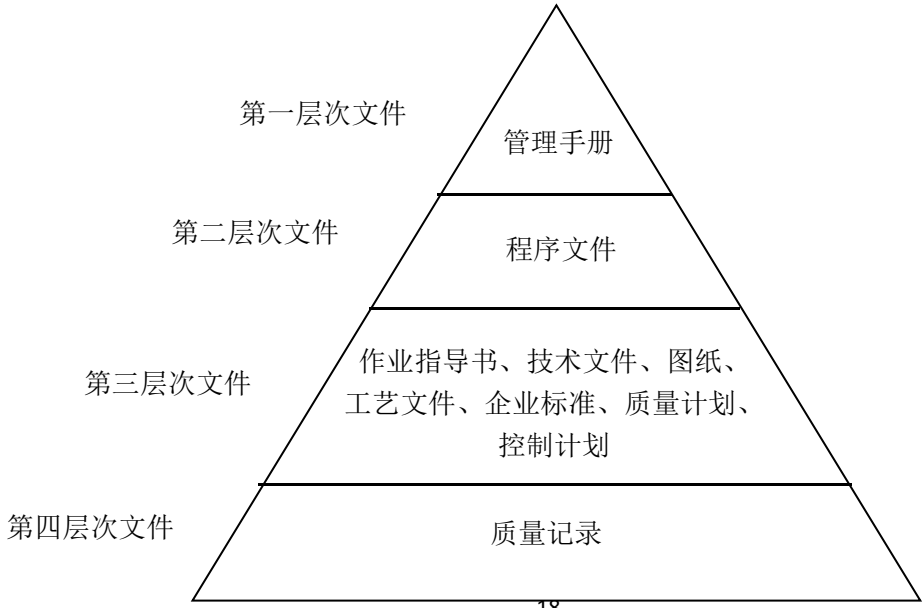 第一层次文件
管理手册
第二层次文件
程序文件
第三层次文件
作业指导书、技术文件、图纸、
工艺文件、企业标准、质量计划、
控制计划
第四层次文件
质量记录
18